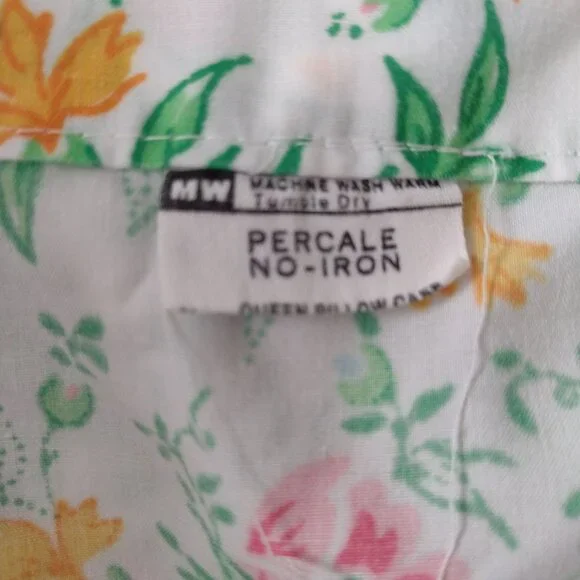 MW MACHINE WASH WARM
Tumble Dry
PERCALE
NO-IRON
QUEEN PILLOW CASE